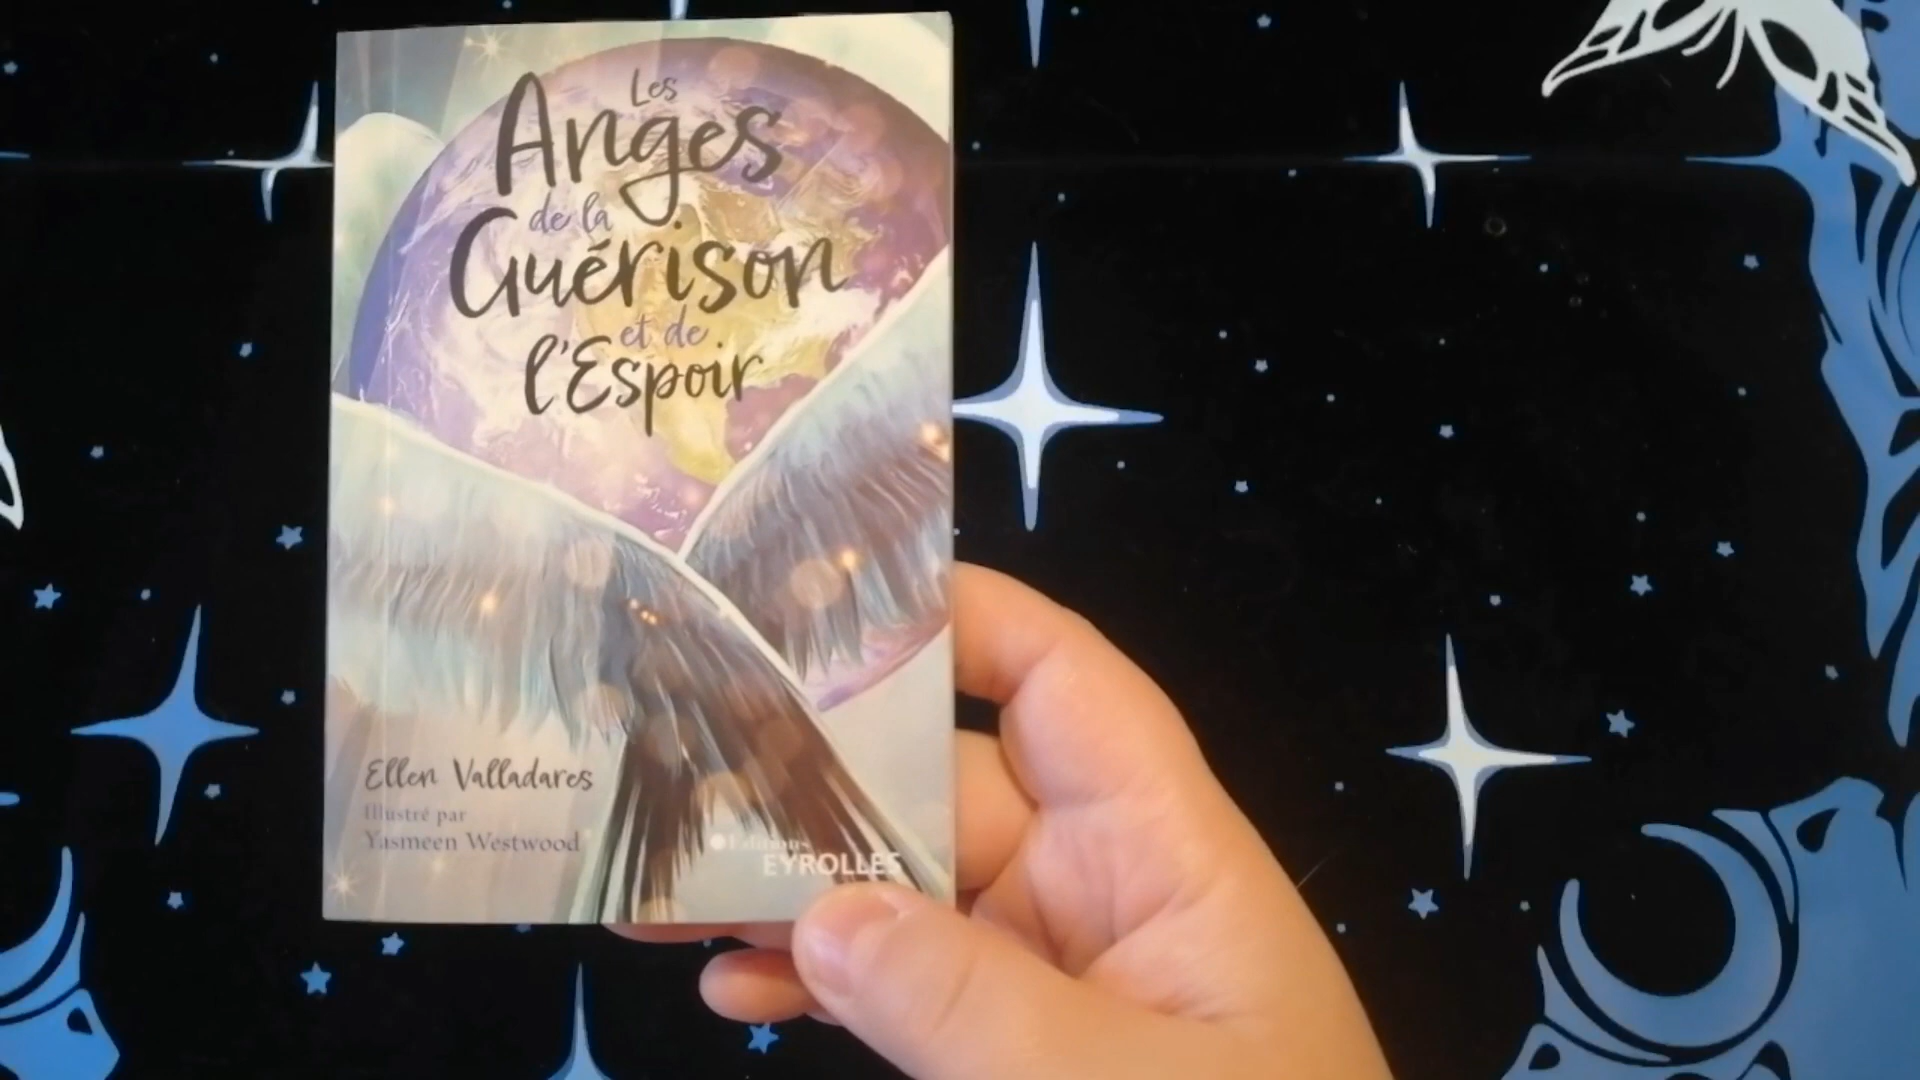 Les
Anges
de la
Guérison
et de
l'Espoir
Ellen Valladares
Illustré par
Yasmeen Westwood
Editions
EYROLLES